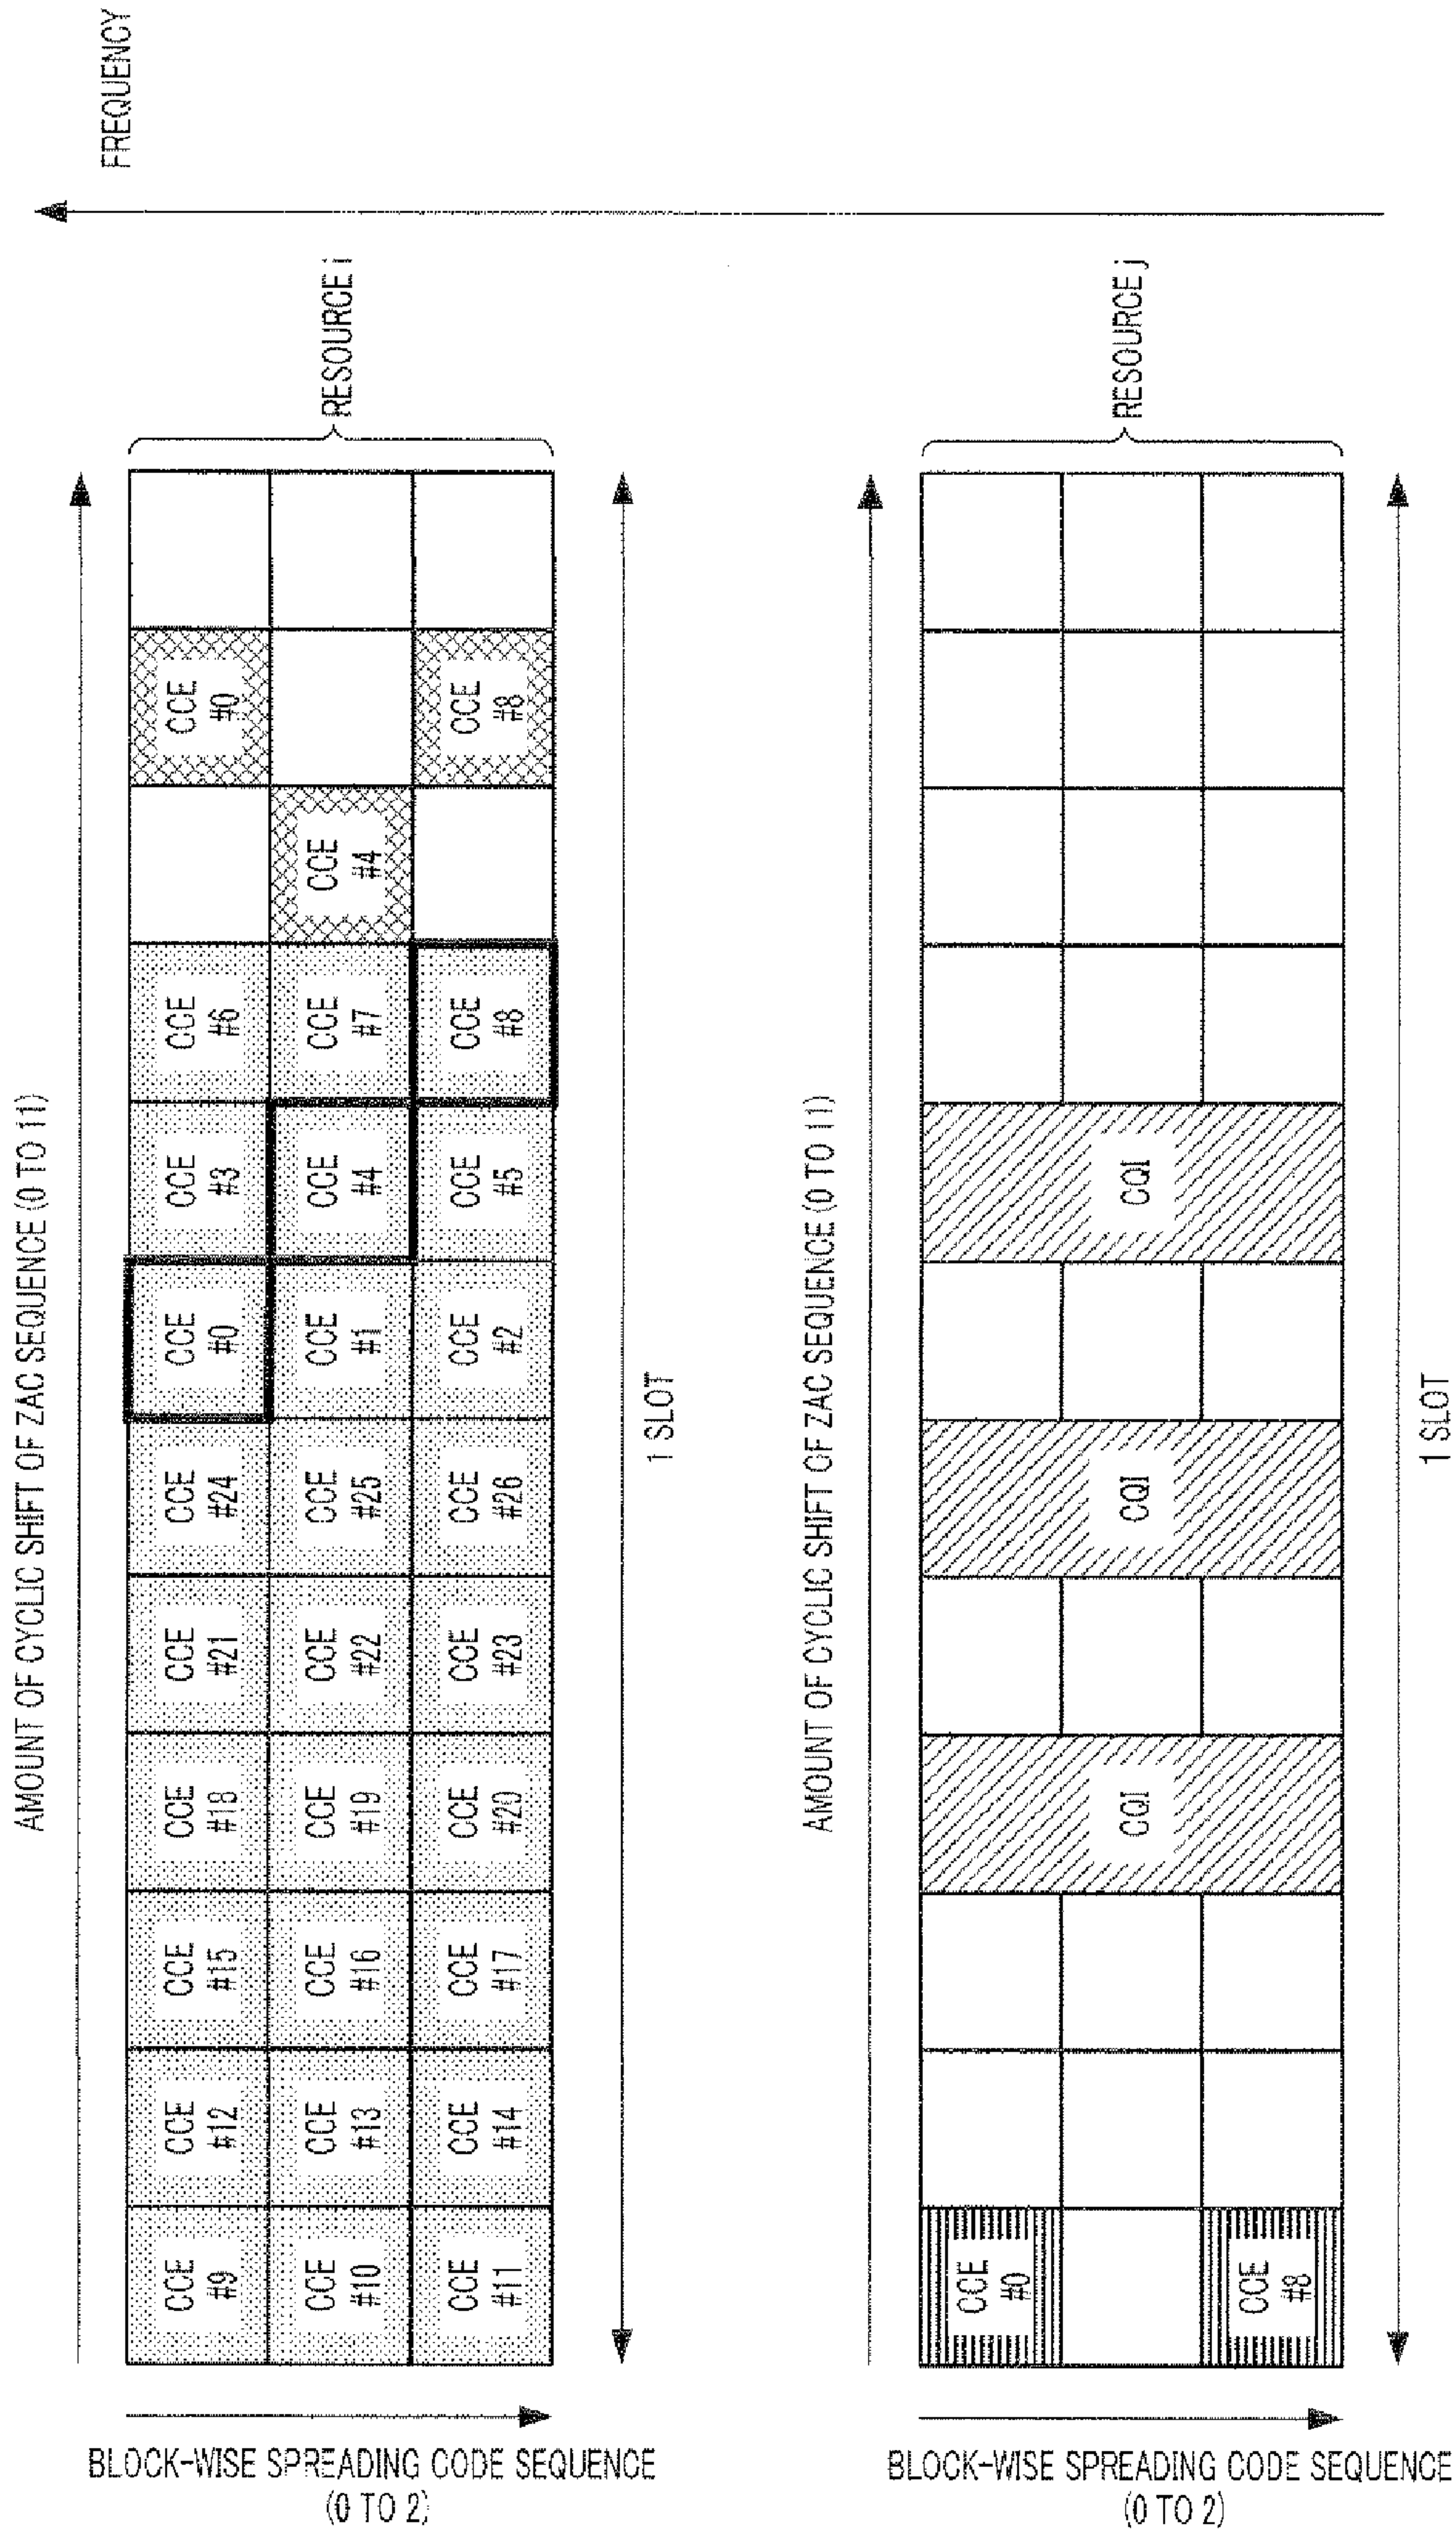 AMOUNT OF CYCLIC SHIFT OF ZAC SEQUENCE (0 TO 11)
FREQUENCY
BLOCK-WISE SPREADING CODE SEQUENCE
(0 TO 2)
CCE
#9
CCE
#12
CCE
#15
CCE
#18
CCE
#21
CCE
#24
CCE
#0
CCE
#3
CCE
#6
CCE
#0
CCE
#10
CCE
#13
CCE
#16
CCE
#19
CCE
#22
CCE
#25
CCE
#1
CCE
#4
CCE
#7
CCE
#4
CCE
#11
CCE
#14
CCE
#17
CCE
#20
CCE
#23
CCE
#26
CCE
#2
CCE
#5
CCE
#8
CCE
#8
RESOURCE i
1 SLOT
AMOUNT OF CYCLIC SHIFT OF ZAC SEQUENCE (0 TO 11)
BLOCK-WISE SPREADING CODE SEQUENCE
(0 TO 2)
CCE
#0
CQI
CQI
CQI
CCE
#8
RESOURCE j
1 SLOT